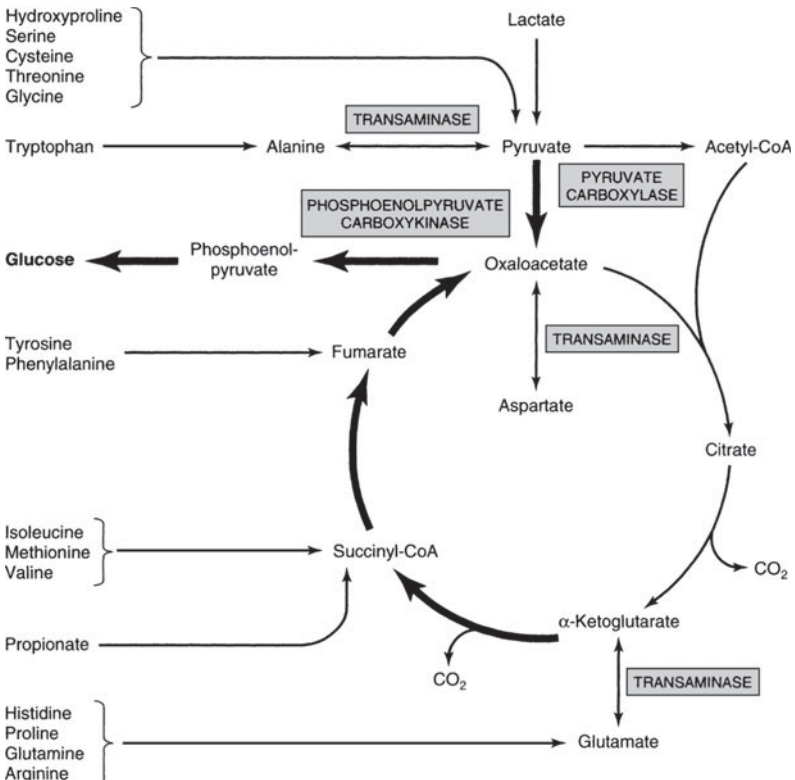 Hydroxyproline
Serine
Cysteine
Threonine
Glycine
Lactate
TRANSAMINASE
Tryptophan
Alanine
Pyruvate
Acetyl-CoA
PYRUVATE
CARBOXYLASE
PHOSPHOENOLPYRUVATE
CARBOXYKINASE
Glucose
Phosphoenol-
pyruvate
Oxaloacetate
Tyrosine
Phenylalanine
Fumarate
TRANSAMINASE
Aspartate
Citrate
Isoleucine
Methionine
Valine
Succinyl-CoA
CO₂
Propionate
α-Ketoglutarate
CO₂
TRANSAMINASE
Histidine
Proline
Glutamine
Arginine
Glutamate